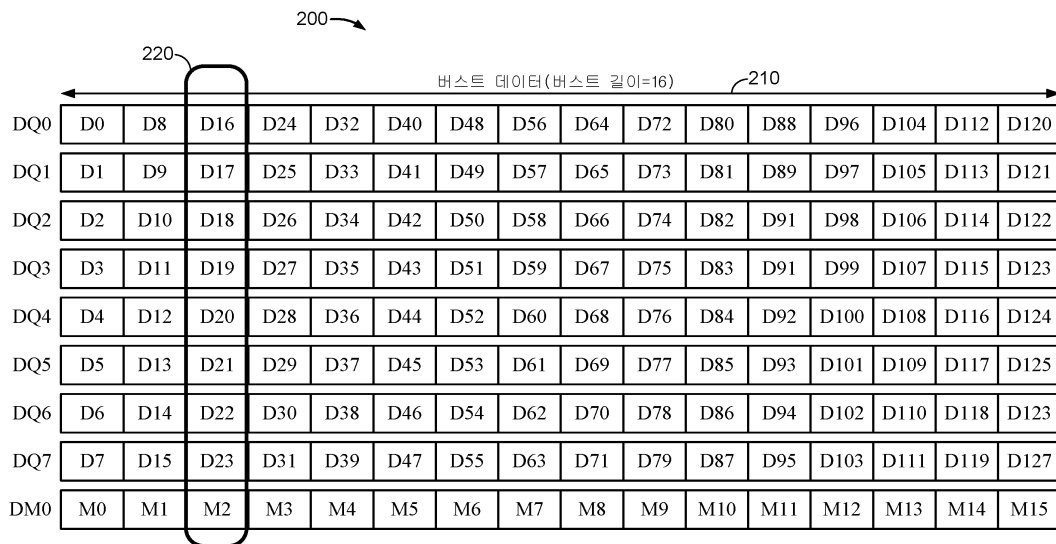 200
220
버스트 데이터(버스트 길이=16)
210
DQ0 D0 D8 D16 D24 D32 D40 D48 D56 D64 D72 D80 D88 D96 D104 D112 D120
DQ1 D1 D9 D17 D25 D33 D41 D49 D57 D65 D73 D81 D89 D97 D105 D113 D121
DQ2 D2 D10 D18 D26 D34 D42 D50 D58 D66 D74 D82 D91 D98 D106 D114 D122
DQ3 D3 D11 D19 D27 D35 D43 D51 D59 D67 D75 D83 D91 D99 D107 D115 D123
DQ4 D4 D12 D20 D28 D36 D44 D52 D60 D68 D76 D84 D92 D100 D108 D116 D124
DQ5 D5 D13 D21 D29 D37 D45 D53 D61 D69 D77 D85 D93 D101 D109 D117 D125
DQ6 D6 D14 D22 D30 D38 D46 D54 D62 D70 D78 D86 D94 D102 D110 D118 D123
DQ7 D7 D15 D23 D31 D39 D47 D55 D63 D71 D79 D87 D95 D103 D111 D119 D127
DM0 M0 M1 M2 M3 M4 M5 M6 M7 M8 M9 M10 M11 M12 M13 M14 M15